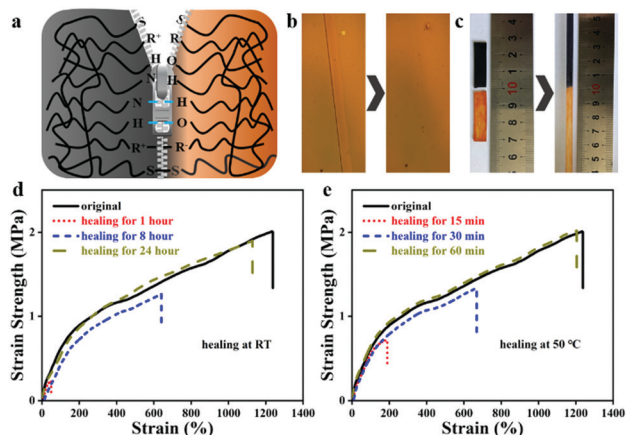 a
S S
R⁺ R⁻
H O
N H
N H
H O
R⁺ R⁻
S S
b
c
d
original
healing for 1 hour
healing for 8 hour
healing for 24 hour
healing at RT
Strain Strength (MPa)
2
1
0
0 200 400 600 800 1000 1200 1400
Strain (%)
e
original
healing for 15 min
healing for 30 min
healing for 60 min
healing at 50 ℃
Strain Strength (MPa)
2
1
0
0 200 400 600 800 1000 1200 1400
Strain (%)